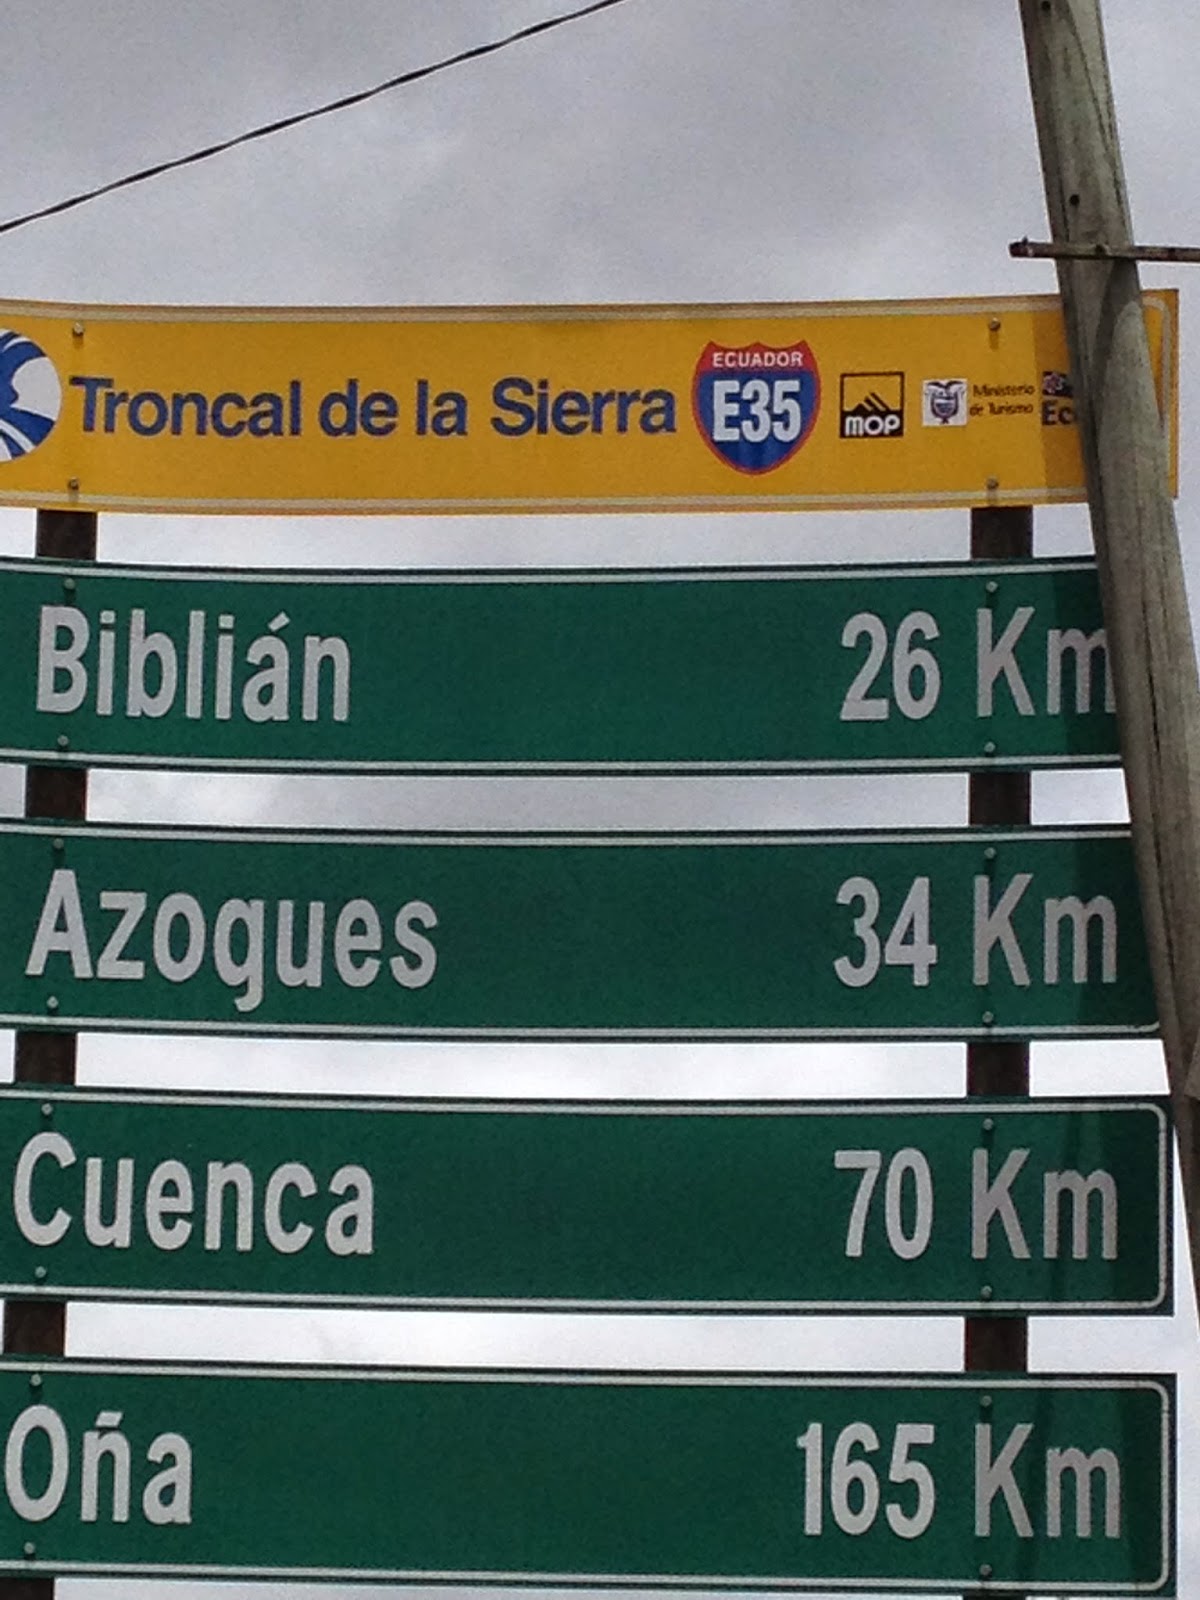 Troncal de la Sierra
ECUADOR
E35
MOP
Ministerio
de Turismo
Biblián 26 Km
Azogues 34 Km
Cuenca 70 Km
Oña 165 Km